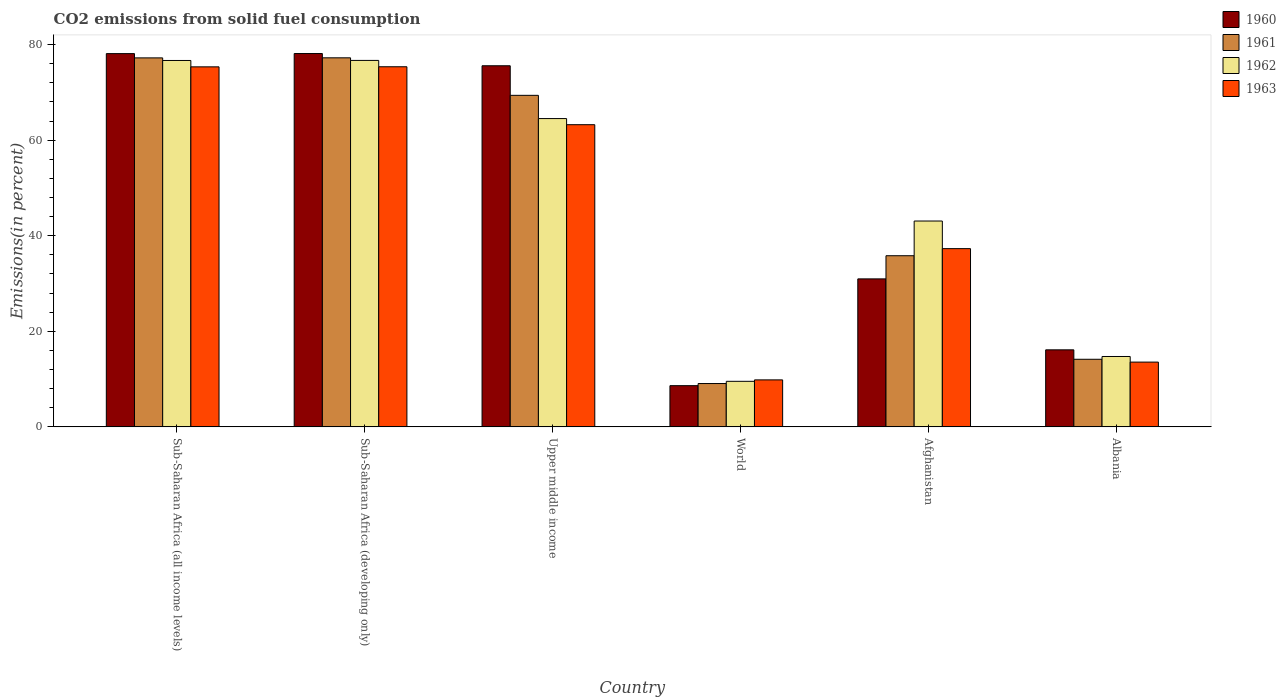 CO2 emissions from solid fuel consumption
1960
1961
1962
1963
Emissions(in percent)
80
60
40
20
0
Sub-Saharan Africa (all income levels)
Sub-Saharan Africa (developing only)
Upper middle income
World
Afghanistan
Albania
Country